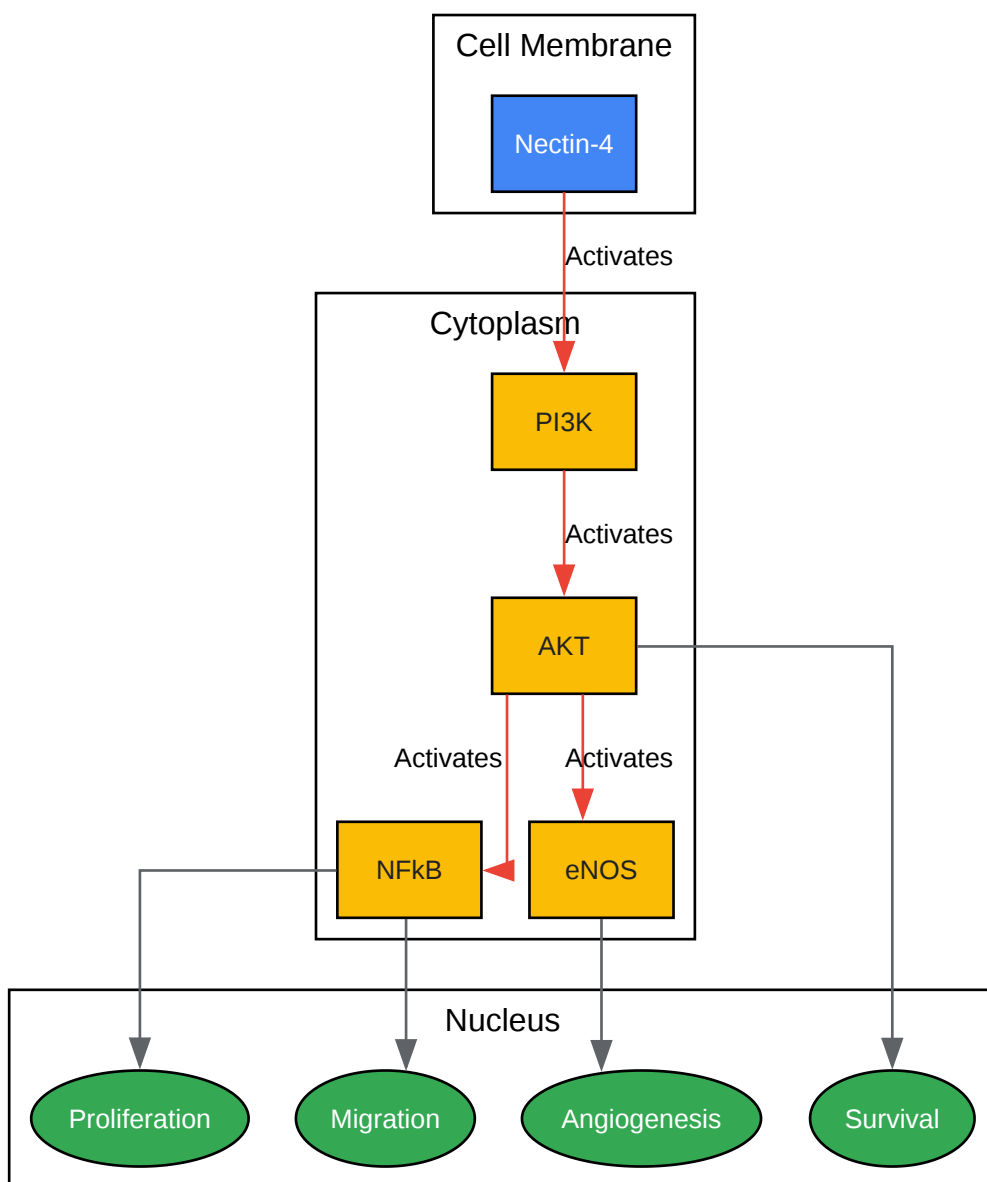 Cell Membrane
Nectin-4
Activates
Cytoplasm
PI3K
Activates
AKT
Activates
Activates
NFkB
eNOS
Nucleus
Proliferation
Migration
Angiogenesis
Survival